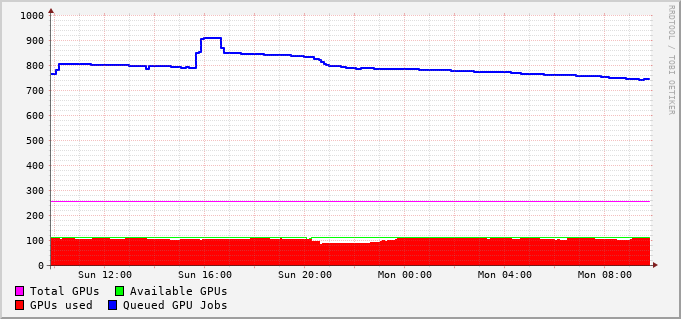 1000
900
800
700
600
500
400
300
200
100
0
Sun 12:00 Sun 16:00 Sun 20:00 Mon 00:00 Mon 04:00 Mon 08:00
Total GPUs Available GPUs
GPUs used Queued GPU Jobs
RRDTOOL / TOBI OETIKER